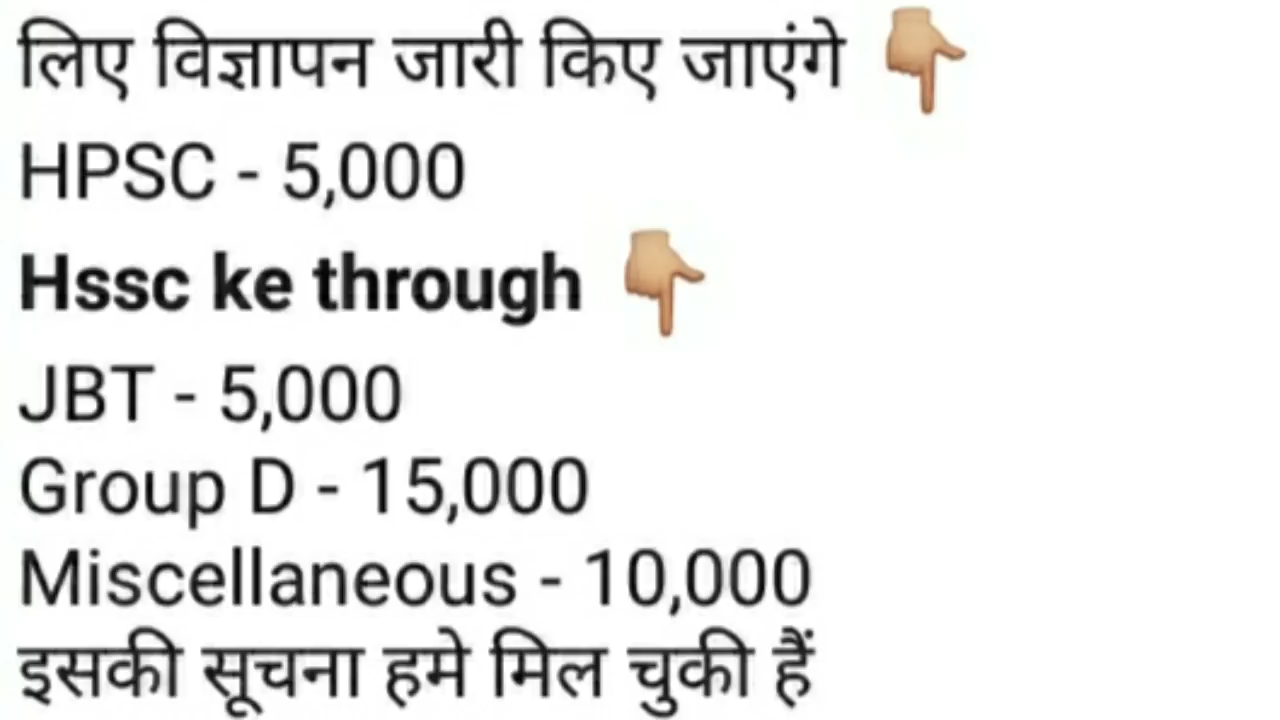 लिए विज्ञापन जारी किए जाएंगे 👇🏼
HPSC - 5,000
Hssc ke through 👇🏼
JBT - 5,000
Group D - 15,000
Miscellaneous - 10,000
इसकी सूचना हमे मिल चुकी हैं